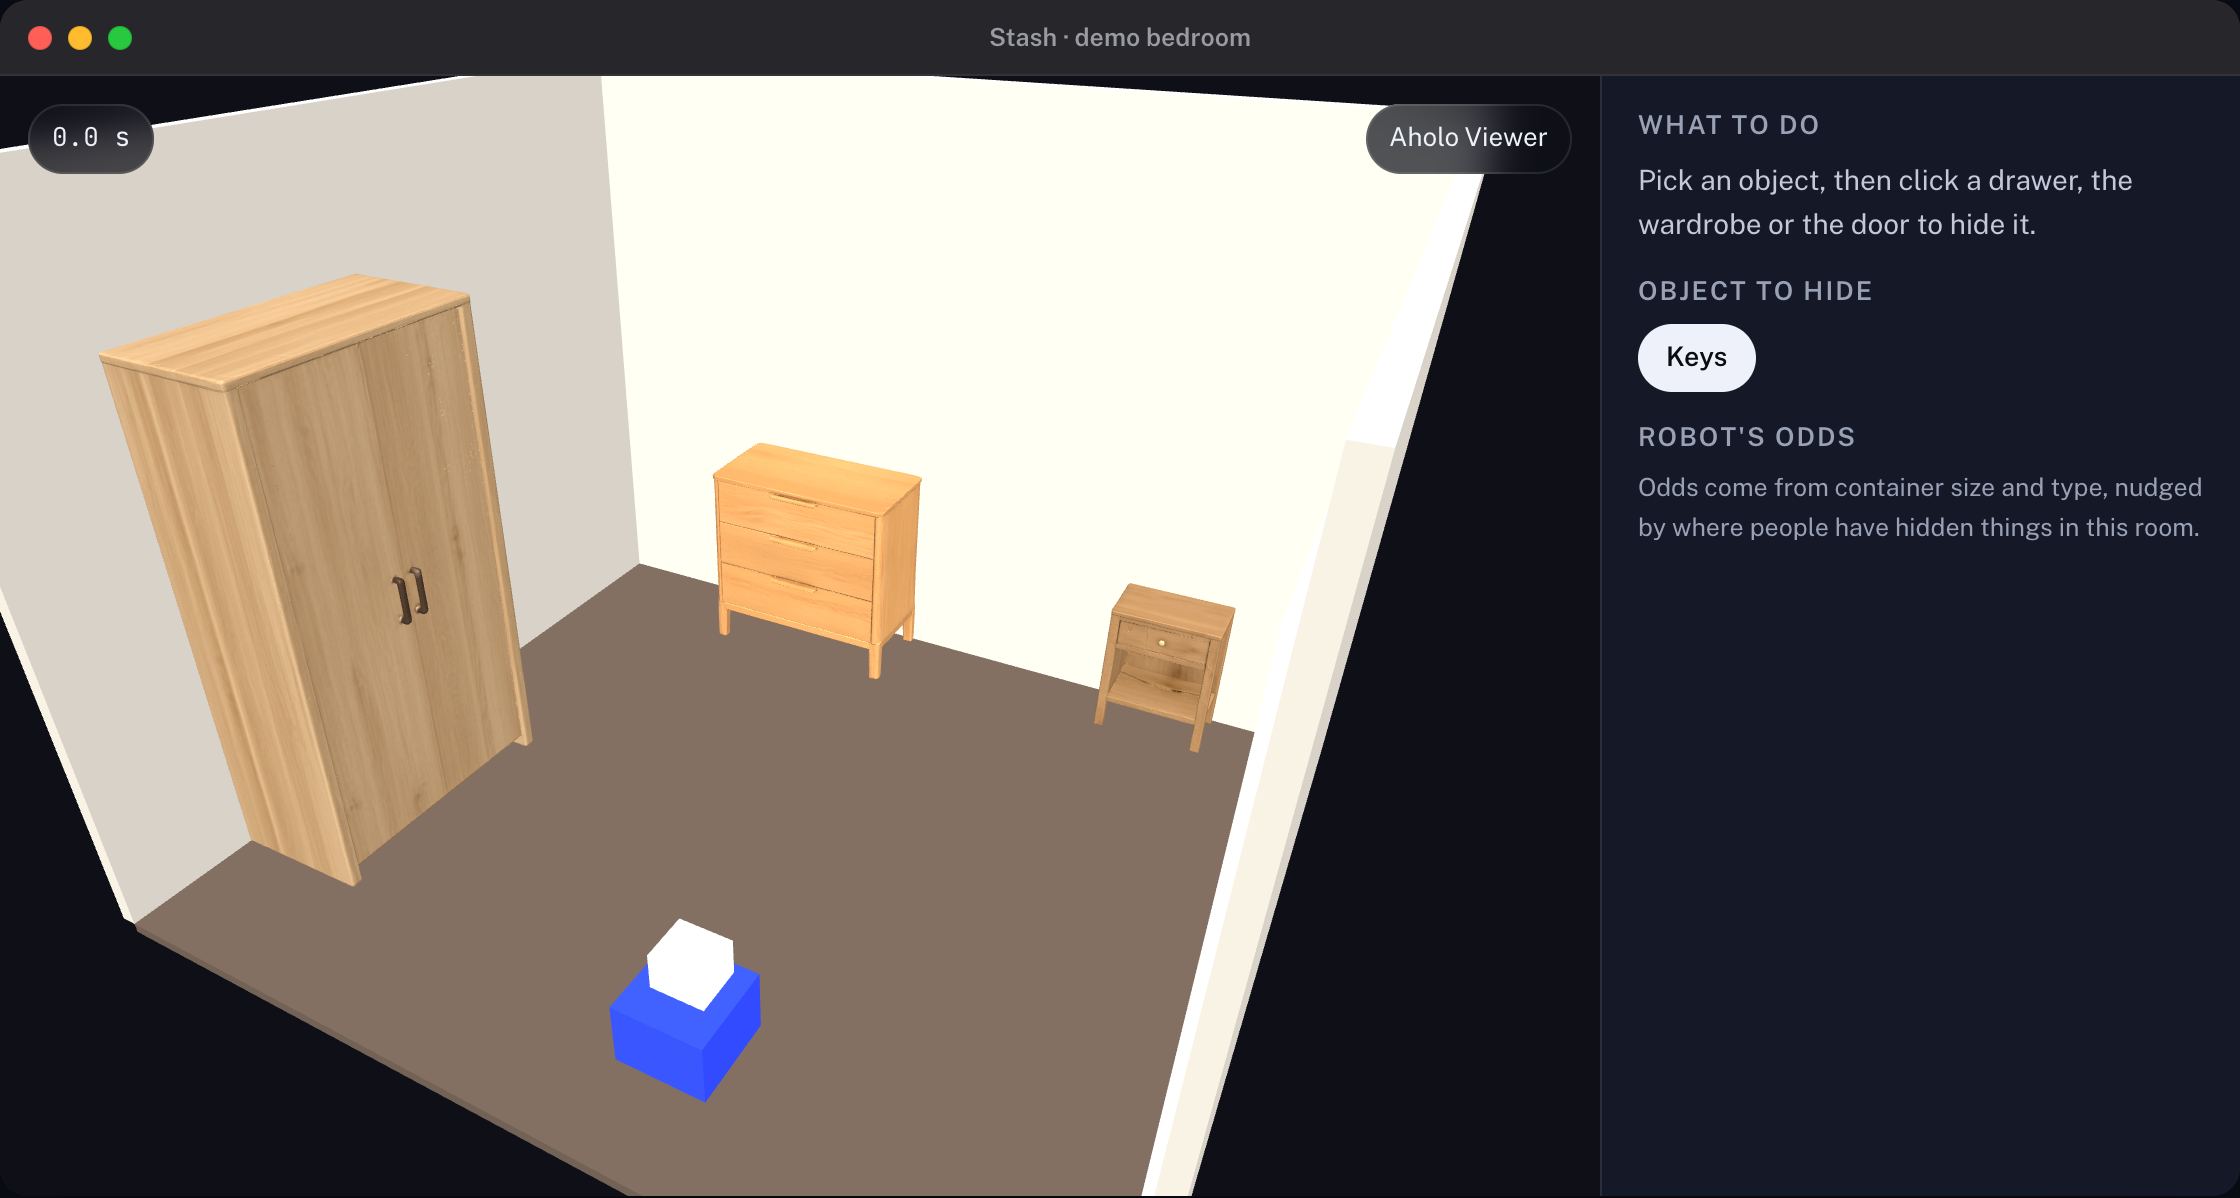 Stash · demo bedroom
0.0 s
Aholo Viewer
WHAT TO DO
Pick an object, then click a drawer, the
wardrobe or the door to hide it.
OBJECT TO HIDE
Keys
ROBOT'S ODDS
Odds come from container size and type, nudged
by where people have hidden things in this room.